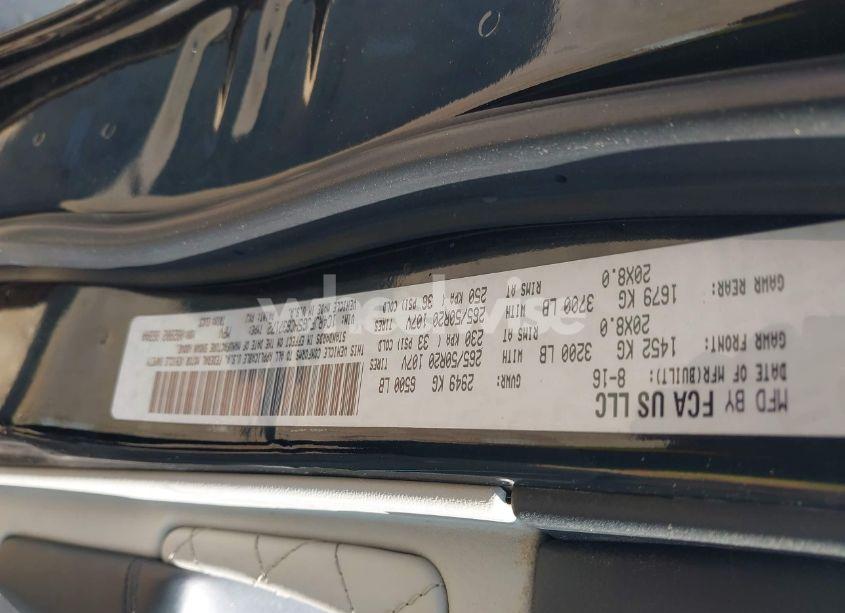 MFD BY FCA US LLC
DATE OF MFR(BUILT): 8-16 GVWR: 2949 KG 6500 LB
GAWR FRONT: 1452 KG 3200 LB WITH 265/50R20 107V TIRES
20X8.0 RIMS AT 230 KPA ( 33 PSI) COLD
GAWR REAR: 1679 KG 3700 LB WITH 265/50R20 107V TIRES
20X8.0 RIMS AT 250 KPA ( 36 PSI) COLD
THIS VEHICLE CONFORMS TO ALL APPLICABLE U.S.A. FEDERAL MOTOR VEHICLE SAFETY
STANDARDS IN EFFECT ON THE DATE OF MANUFACTURE SHOWN ABOVE.
VIN:
wheelwise